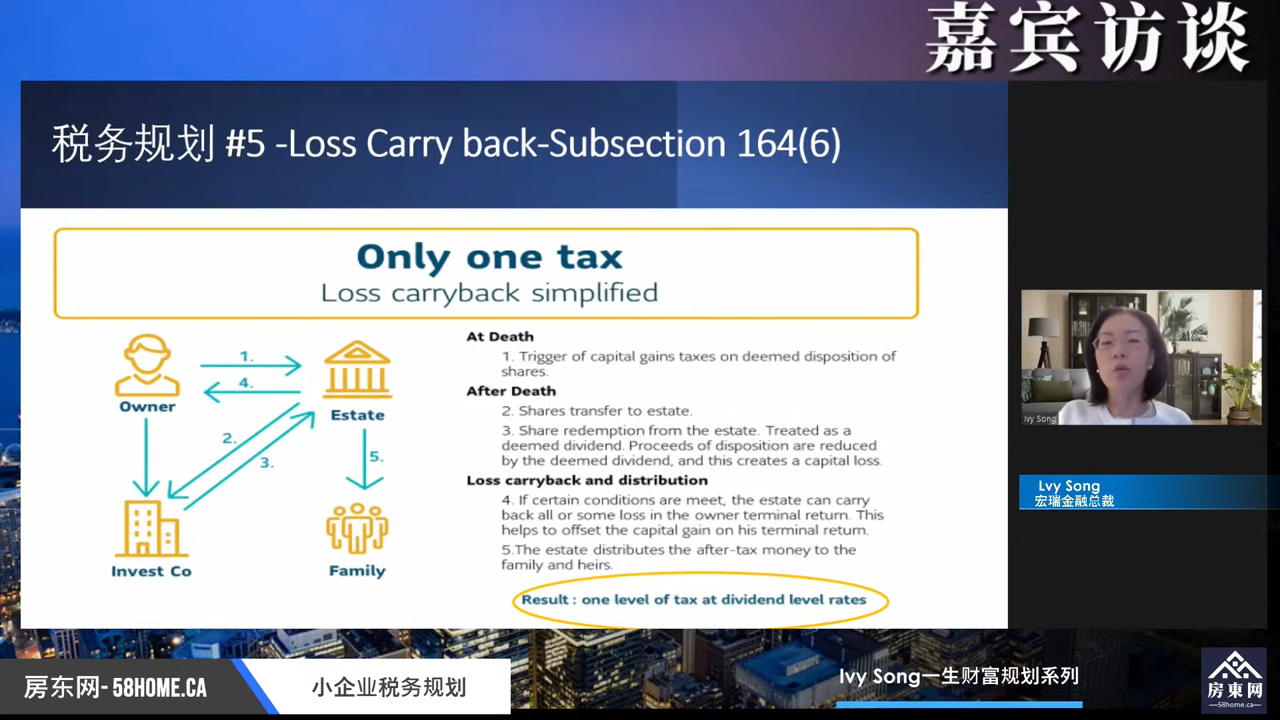 嘉宾访谈
税务规划 #5 -Loss Carry back-Subsection 164(6)
Only one tax
Loss carryback simplified
1.
4.
Owner
Estate
2.
3.
5.
Invest Co
Family
At Death
1. Trigger of capital gains taxes on deemed disposition of
shares.
After Death
2. Shares transfer to estate.
3. Share redemption from the estate. Treated as a
deemed dividend. Proceeds of disposition are reduced
by the deemed dividend, and this creates a capital loss.
Loss carryback and distribution
4. If certain conditions are meet, the estate can carry
back all or some loss in the owner terminal return. This
helps to offset the capital gain on his terminal return.
5.The estate distributes the after-tax money to the
family and heirs.
Result : one level of tax at dividend level rates
Ivy Song
Lvy Song
宏瑞金融总裁
房东网- 58HOME.CA
小企业税务规划
Ivy Song一生财富规划系列
房東网
58home.ca